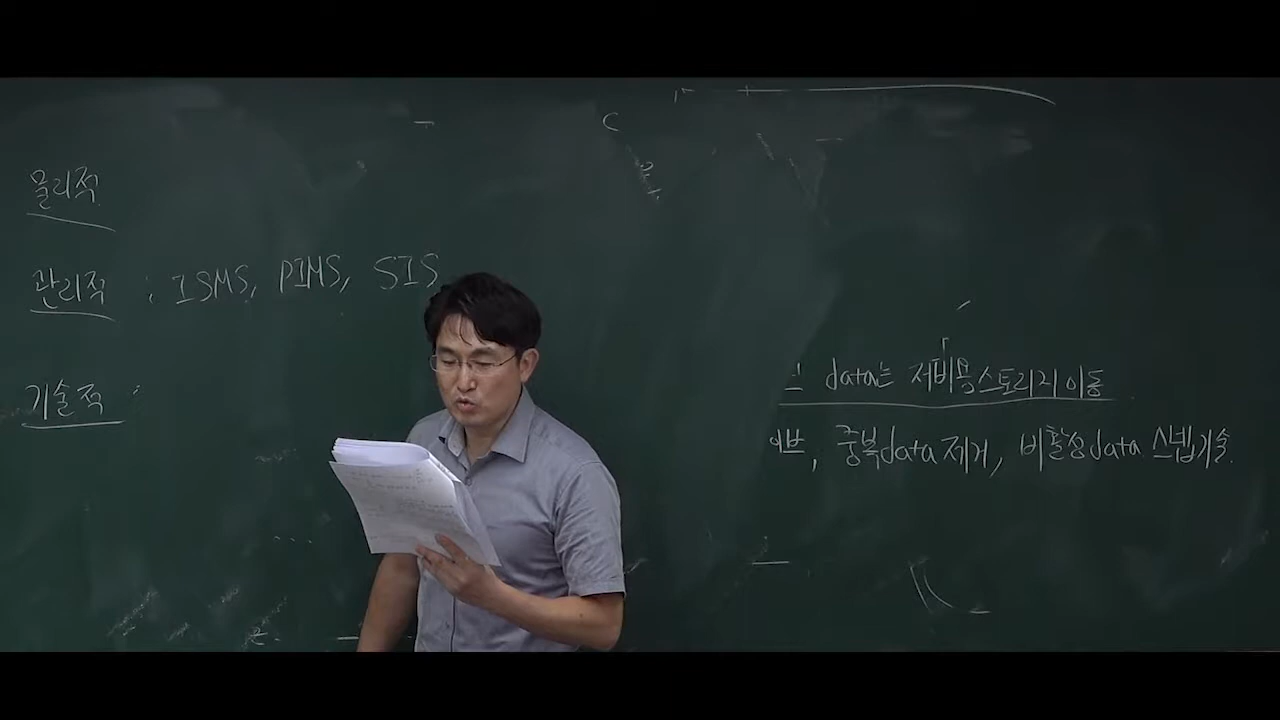 물리적
관리적 : ISMS, PIMS, SIS
기술적 :
data는 저비용스토리지이동
이브, 중복data 제거, 비활성data 스냅기술.